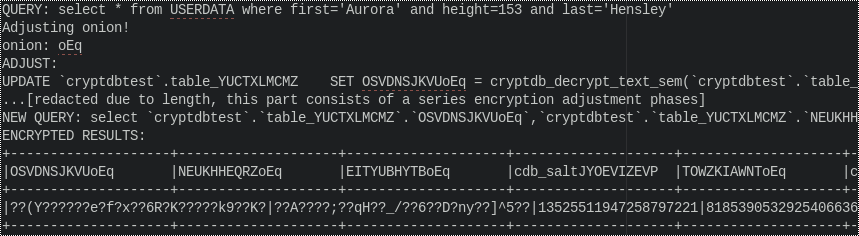 QUERY: select * from USERDATA where first='Aurora' and height=153 and last='Hensley'
Adjusting onion!
onion: oEq
ADJUST:
UPDATE `cryptdbtest`.table_YUCTXLMCMZ    SET OSVDNSJKVUoEq = cryptdb_decrypt_text_sem(`cryptdbtest`.`table_
...[redacted due to length, this part consists of a series encryption adjustment phases]
NEW QUERY: select `cryptdbtest`.`table_YUCTXLMCMZ`.`OSVDNSJKVUoEq`,`cryptdbtest`.`table_YUCTXLMCMZ`.`NEUKHH
ENCRYPTED RESULTS:
+--------------------+-------------------+--------------------+-------------------+--------------------+-
|OSVDNSJKVUoEq       |NEUKHHEQRZoEq      |EITYUBHYTBoEq       |cdb_saltJYOEVIZEVP |TOWZKIAWNToEq       |c
+--------------------+-------------------+--------------------+-------------------+--------------------+-
|??(Y??????e?f?x??6R?K?????k9??K?|??A????;??qH??_/??6??D?ny??]^5??|13525511947258797221|8185390532925406636
+--------------------+-------------------+--------------------+-------------------+--------------------+-